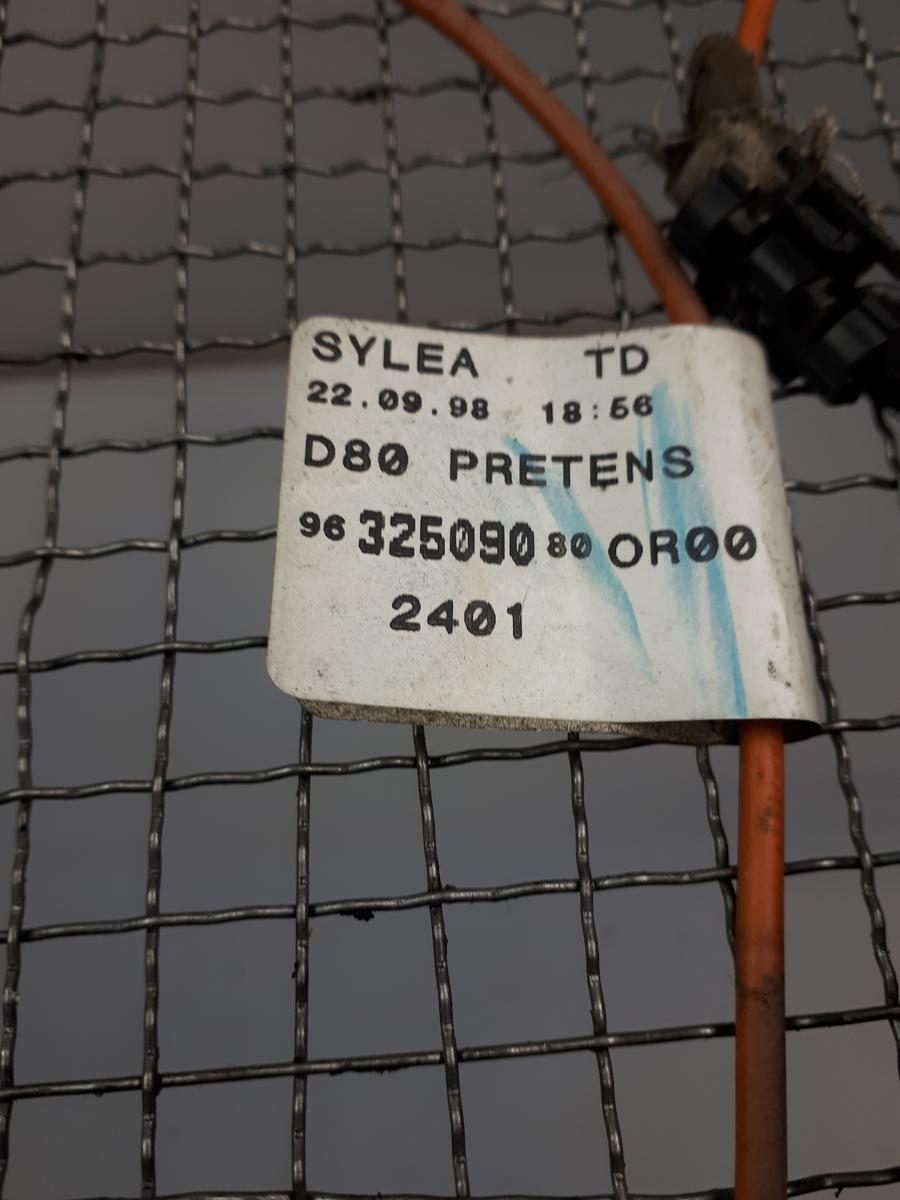 SYLEA TD
22.09.98 18:56
D80 PRETENS
96 325090 80 OR00
2401